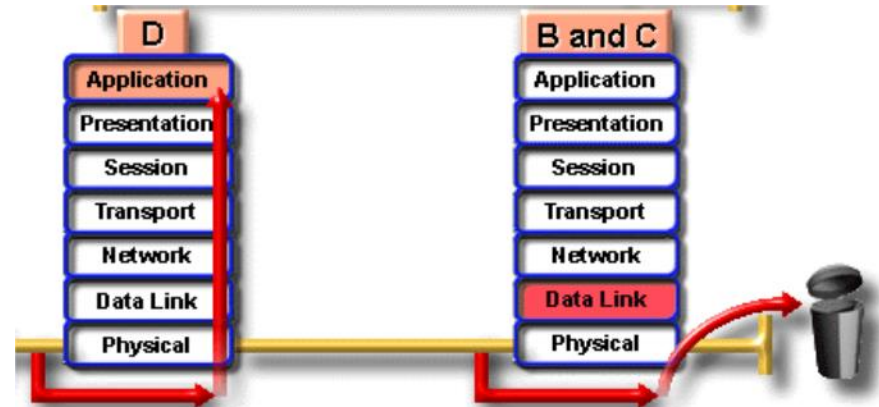 D
Application
Presentation
Session
Transport
Network
Data Link
Physical
B and C
Application
Presentation
Session
Transport
Network
Data Link
Physical